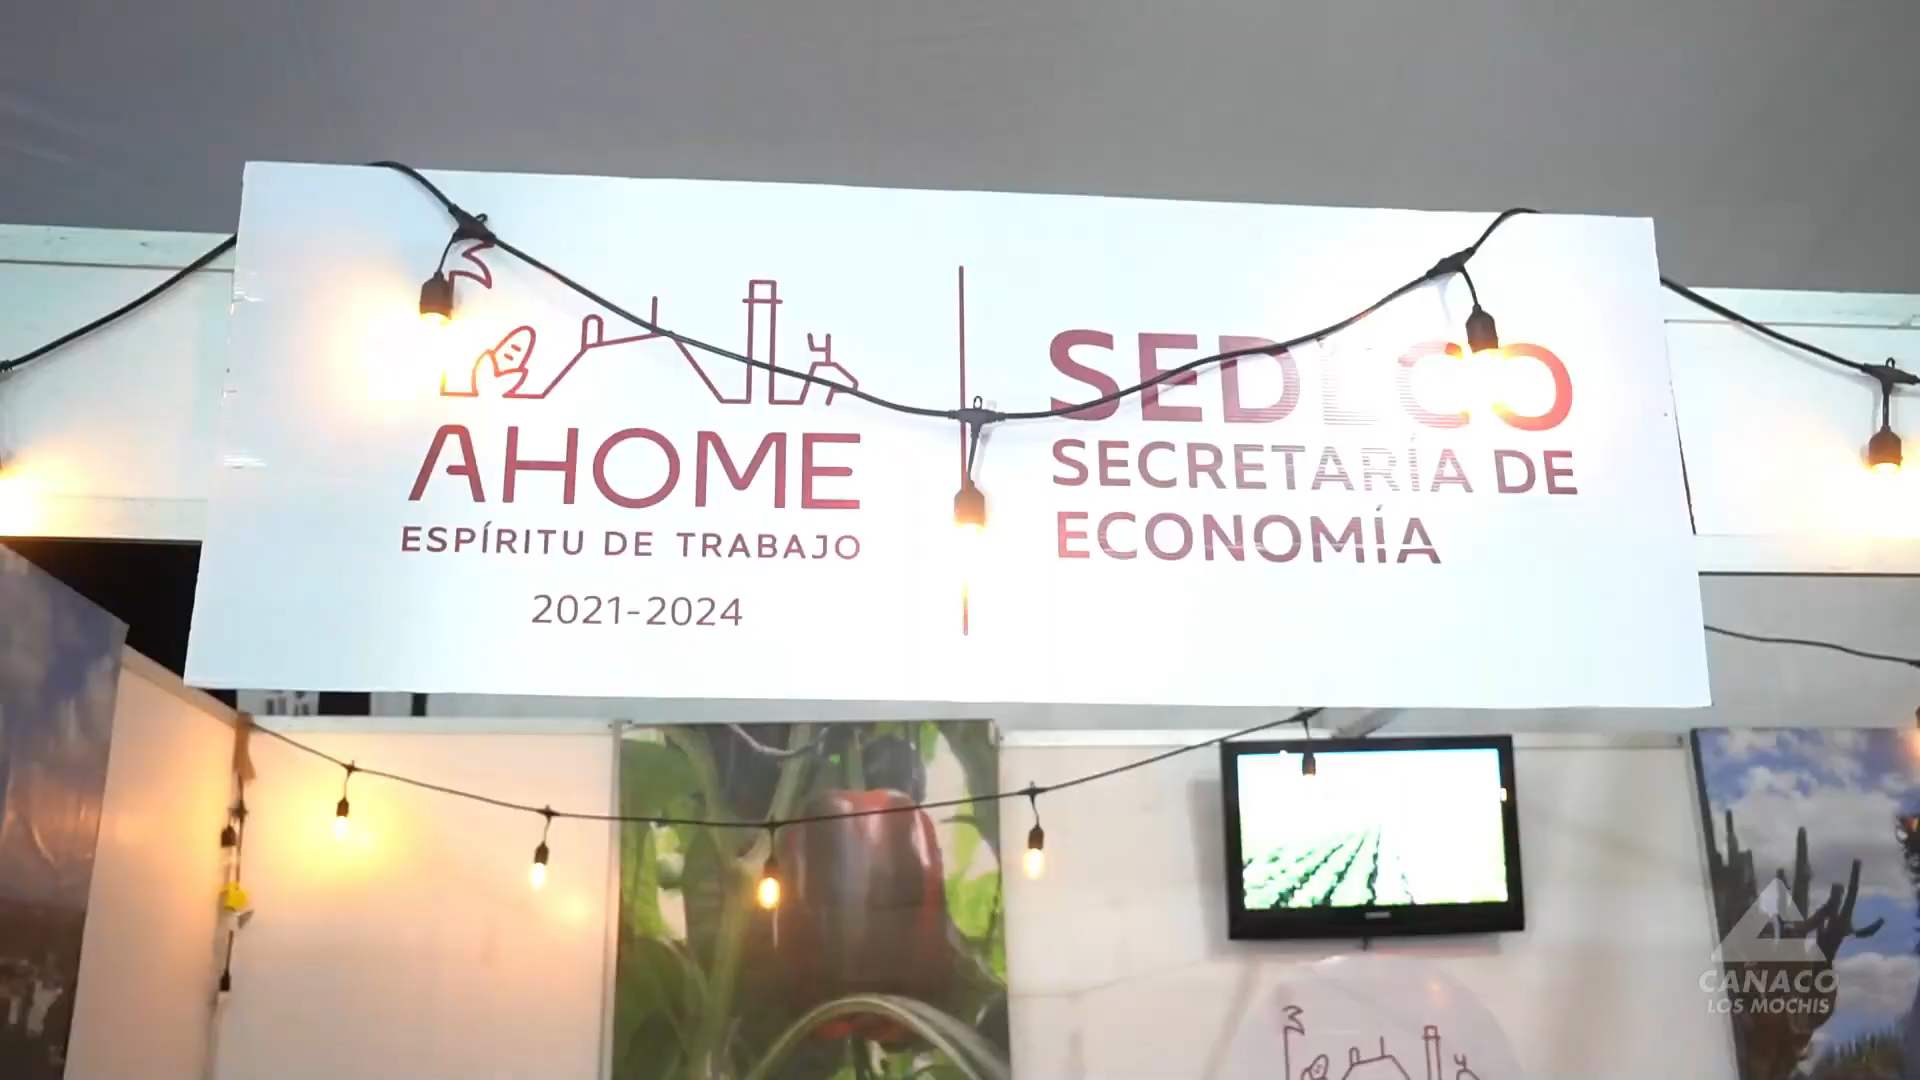 AHOME
ESPÍRITU DE TRABAJO
2021-2024
SEDECO
SECRETARÍA DE
ECONOMÍA
CANACO
LOS MOCHIS